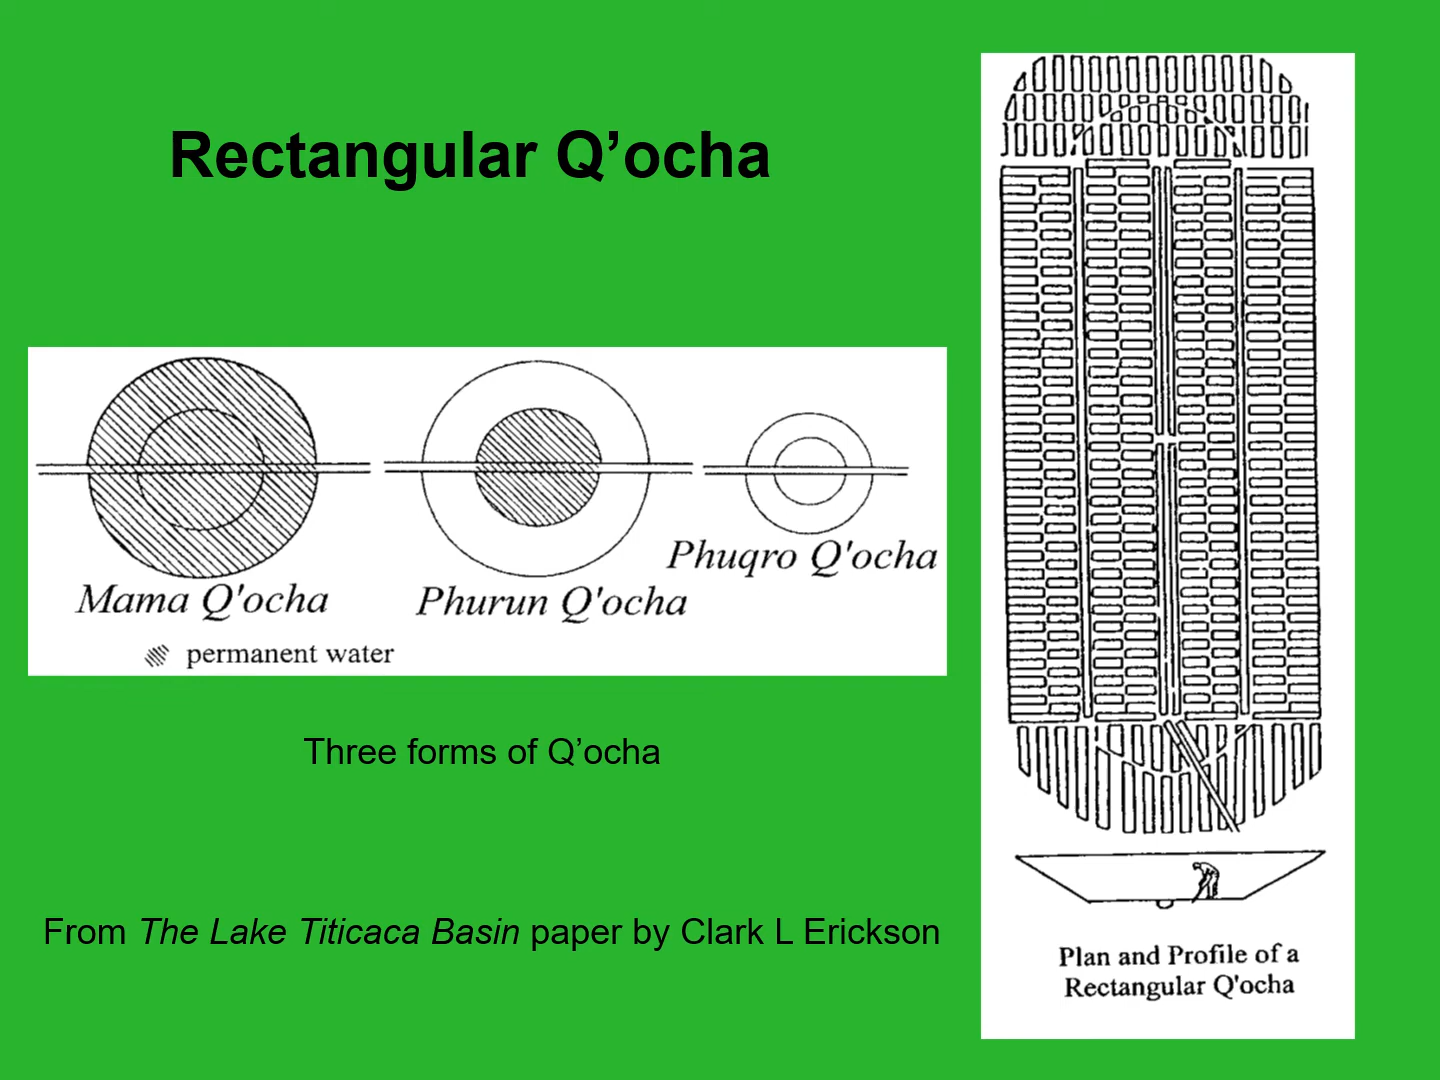 Rectangular Q’ocha
Mama Q'ocha
Phurun Q'ocha
Phuqro Q'ocha
permanent water
Three forms of Q’ocha
From The Lake Titicaca Basin paper by Clark L Erickson
Plan and Profile of a
Rectangular Q'ocha